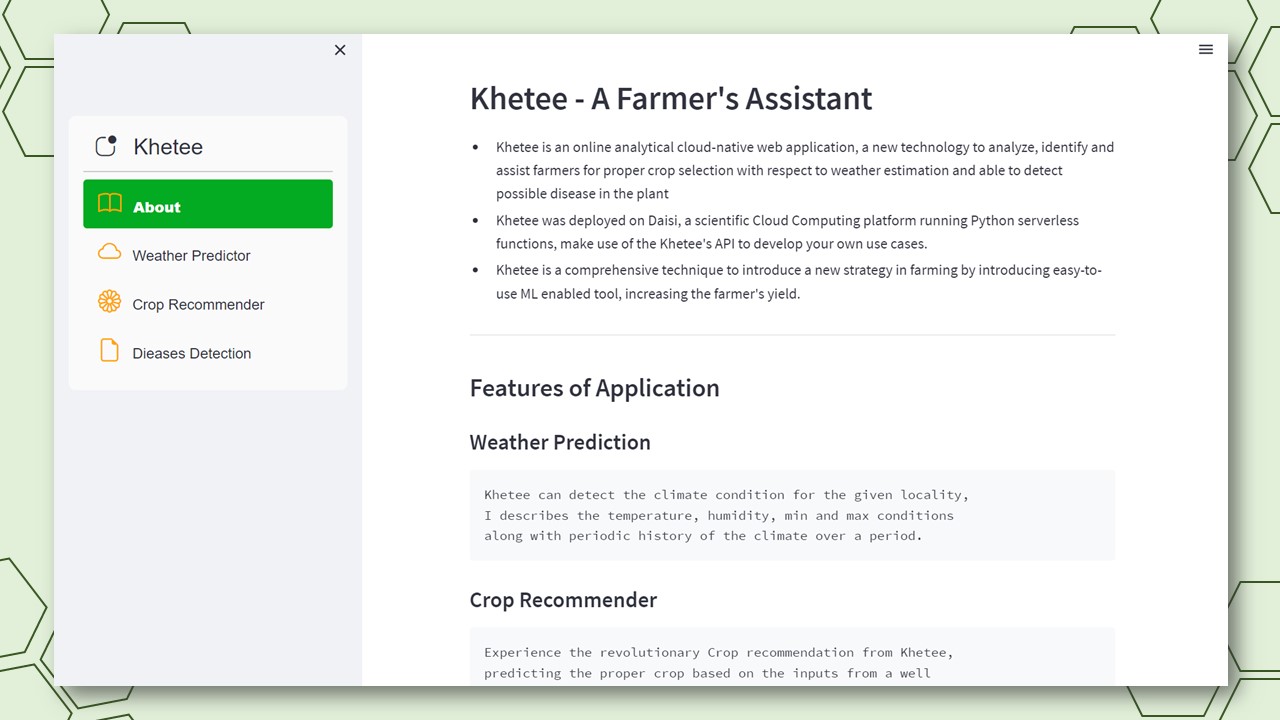 Khetee
About
Weather Predictor
Crop Recommender
Dieases Detection
Khetee - A Farmer's Assistant
Khetee is an online analytical cloud-native web application, a new technology to analyze, identify and
assist farmers for proper crop selection with respect to weather estimation and able to detect
possible disease in the plant
Khetee was deployed on Daisi, a scientific Cloud Computing platform running Python serverless
functions, make use of the Khetee's API to develop your own use cases.
Khetee is a comprehensive technique to introduce a new strategy in farming by introducing easy-to-
use ML enabled tool, increasing the farmer's yield.
Features of Application
Weather Prediction
Khetee can detect the climate condition for the given locality,
I describes the temperature, humidity, min and max conditions
along with periodic history of the climate over a period.
Crop Recommender
Experience the revolutionary Crop recommendation from Khetee,
predicting the proper crop based on the inputs from a well